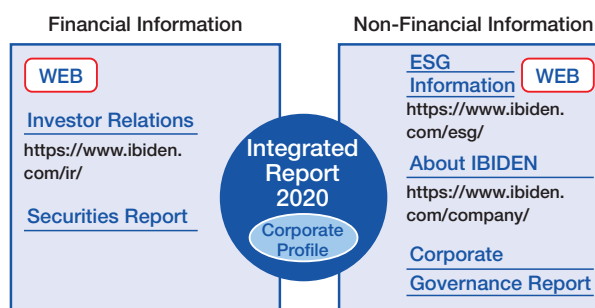 Financial Information
WEB
Investor Relations
https://www.ibiden.
com/ir/
Securities Report
Integrated
Report
2020
Corporate
Profile
Non-Financial Information
ESG
Information
WEB
https://www.ibiden.
com/esg/
About IBIDEN
https://www.ibiden.
com/company/
Corporate
Governance Report